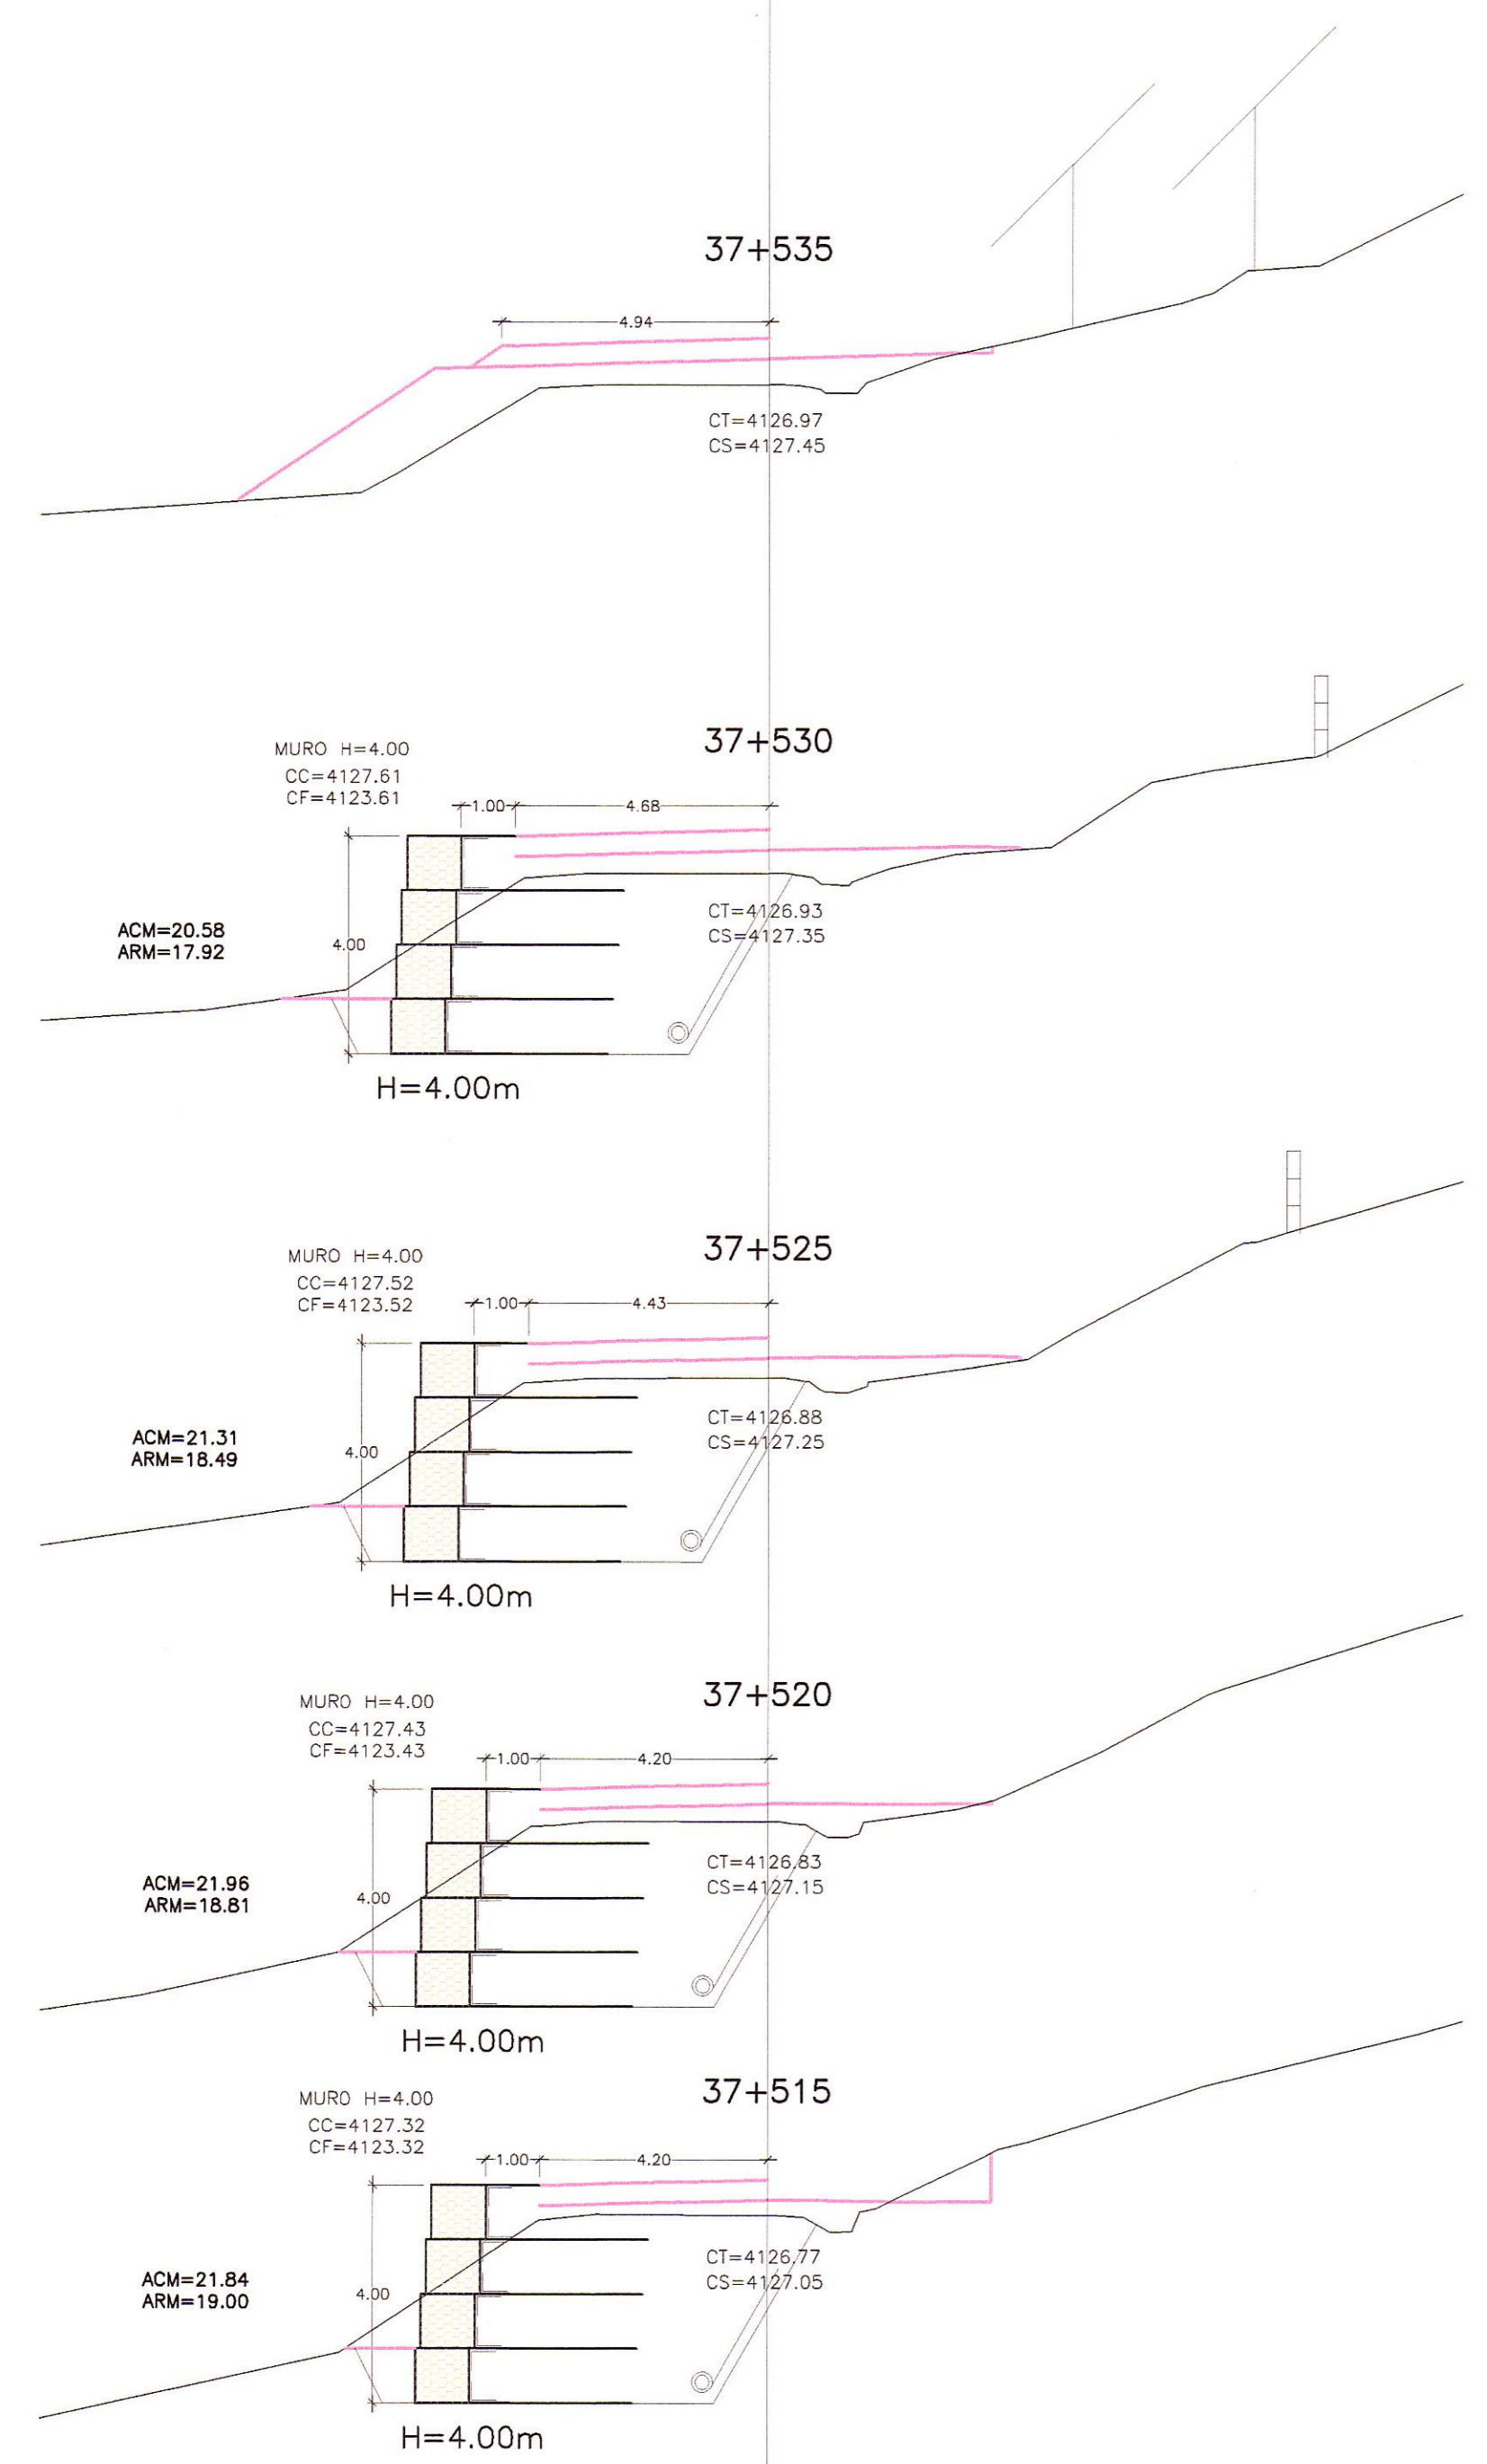 37+535
4.94
CT=4126.97
CS=4127.45
37+530
MURO H=4.00
CC=4127.61
CF=4123.61
1.00
4.68
CT=4126.93
CS=4127.35
ACM=20.58
ARM=17.92
4.00
H=4.00m
37+525
MURO H=4.00
CC=4127.52
CF=4123.52
1.00
4.43
CT=4126.88
CS=4127.25
ACM=21.31
ARM=18.49
4.00
H=4.00m
37+520
MURO H=4.00
CC=4127.43
CF=4123.43
1.00
4.20
CT=4126.83
CS=4127.15
ACM=21.96
ARM=18.81
4.00
H=4.00m
37+515
MURO H=4.00
CC=4127.32
CF=4123.32
1.00
4.20
CT=4126.77
CS=4127.05
ACM=21.84
ARM=19.00
4.00
H=4.00m